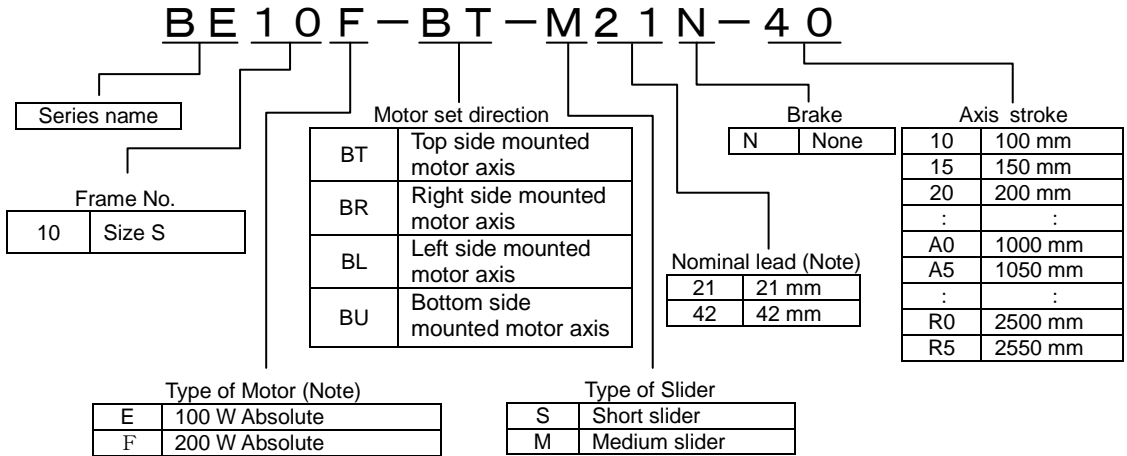 BE10F-BT-M21N-40
Series name
Frame No.
10 Size S
Motor set direction
BT Top side mounted
motor axis
BR Right side mounted
motor axis
BL Left side mounted
motor axis
BU Bottom side
mounted motor axis
Brake
N None
Nominal lead (Note)
21 21 mm
42 42 mm
Axis stroke
10 100 mm
15 150 mm
20 200 mm
: :
A0 1000 mm
A5 1050 mm
: :
R0 2500 mm
R5 2550 mm
Type of Motor (Note)
E 100 W Absolute
F 200 W Absolute
Type of Slider
S Short slider
M Medium slider